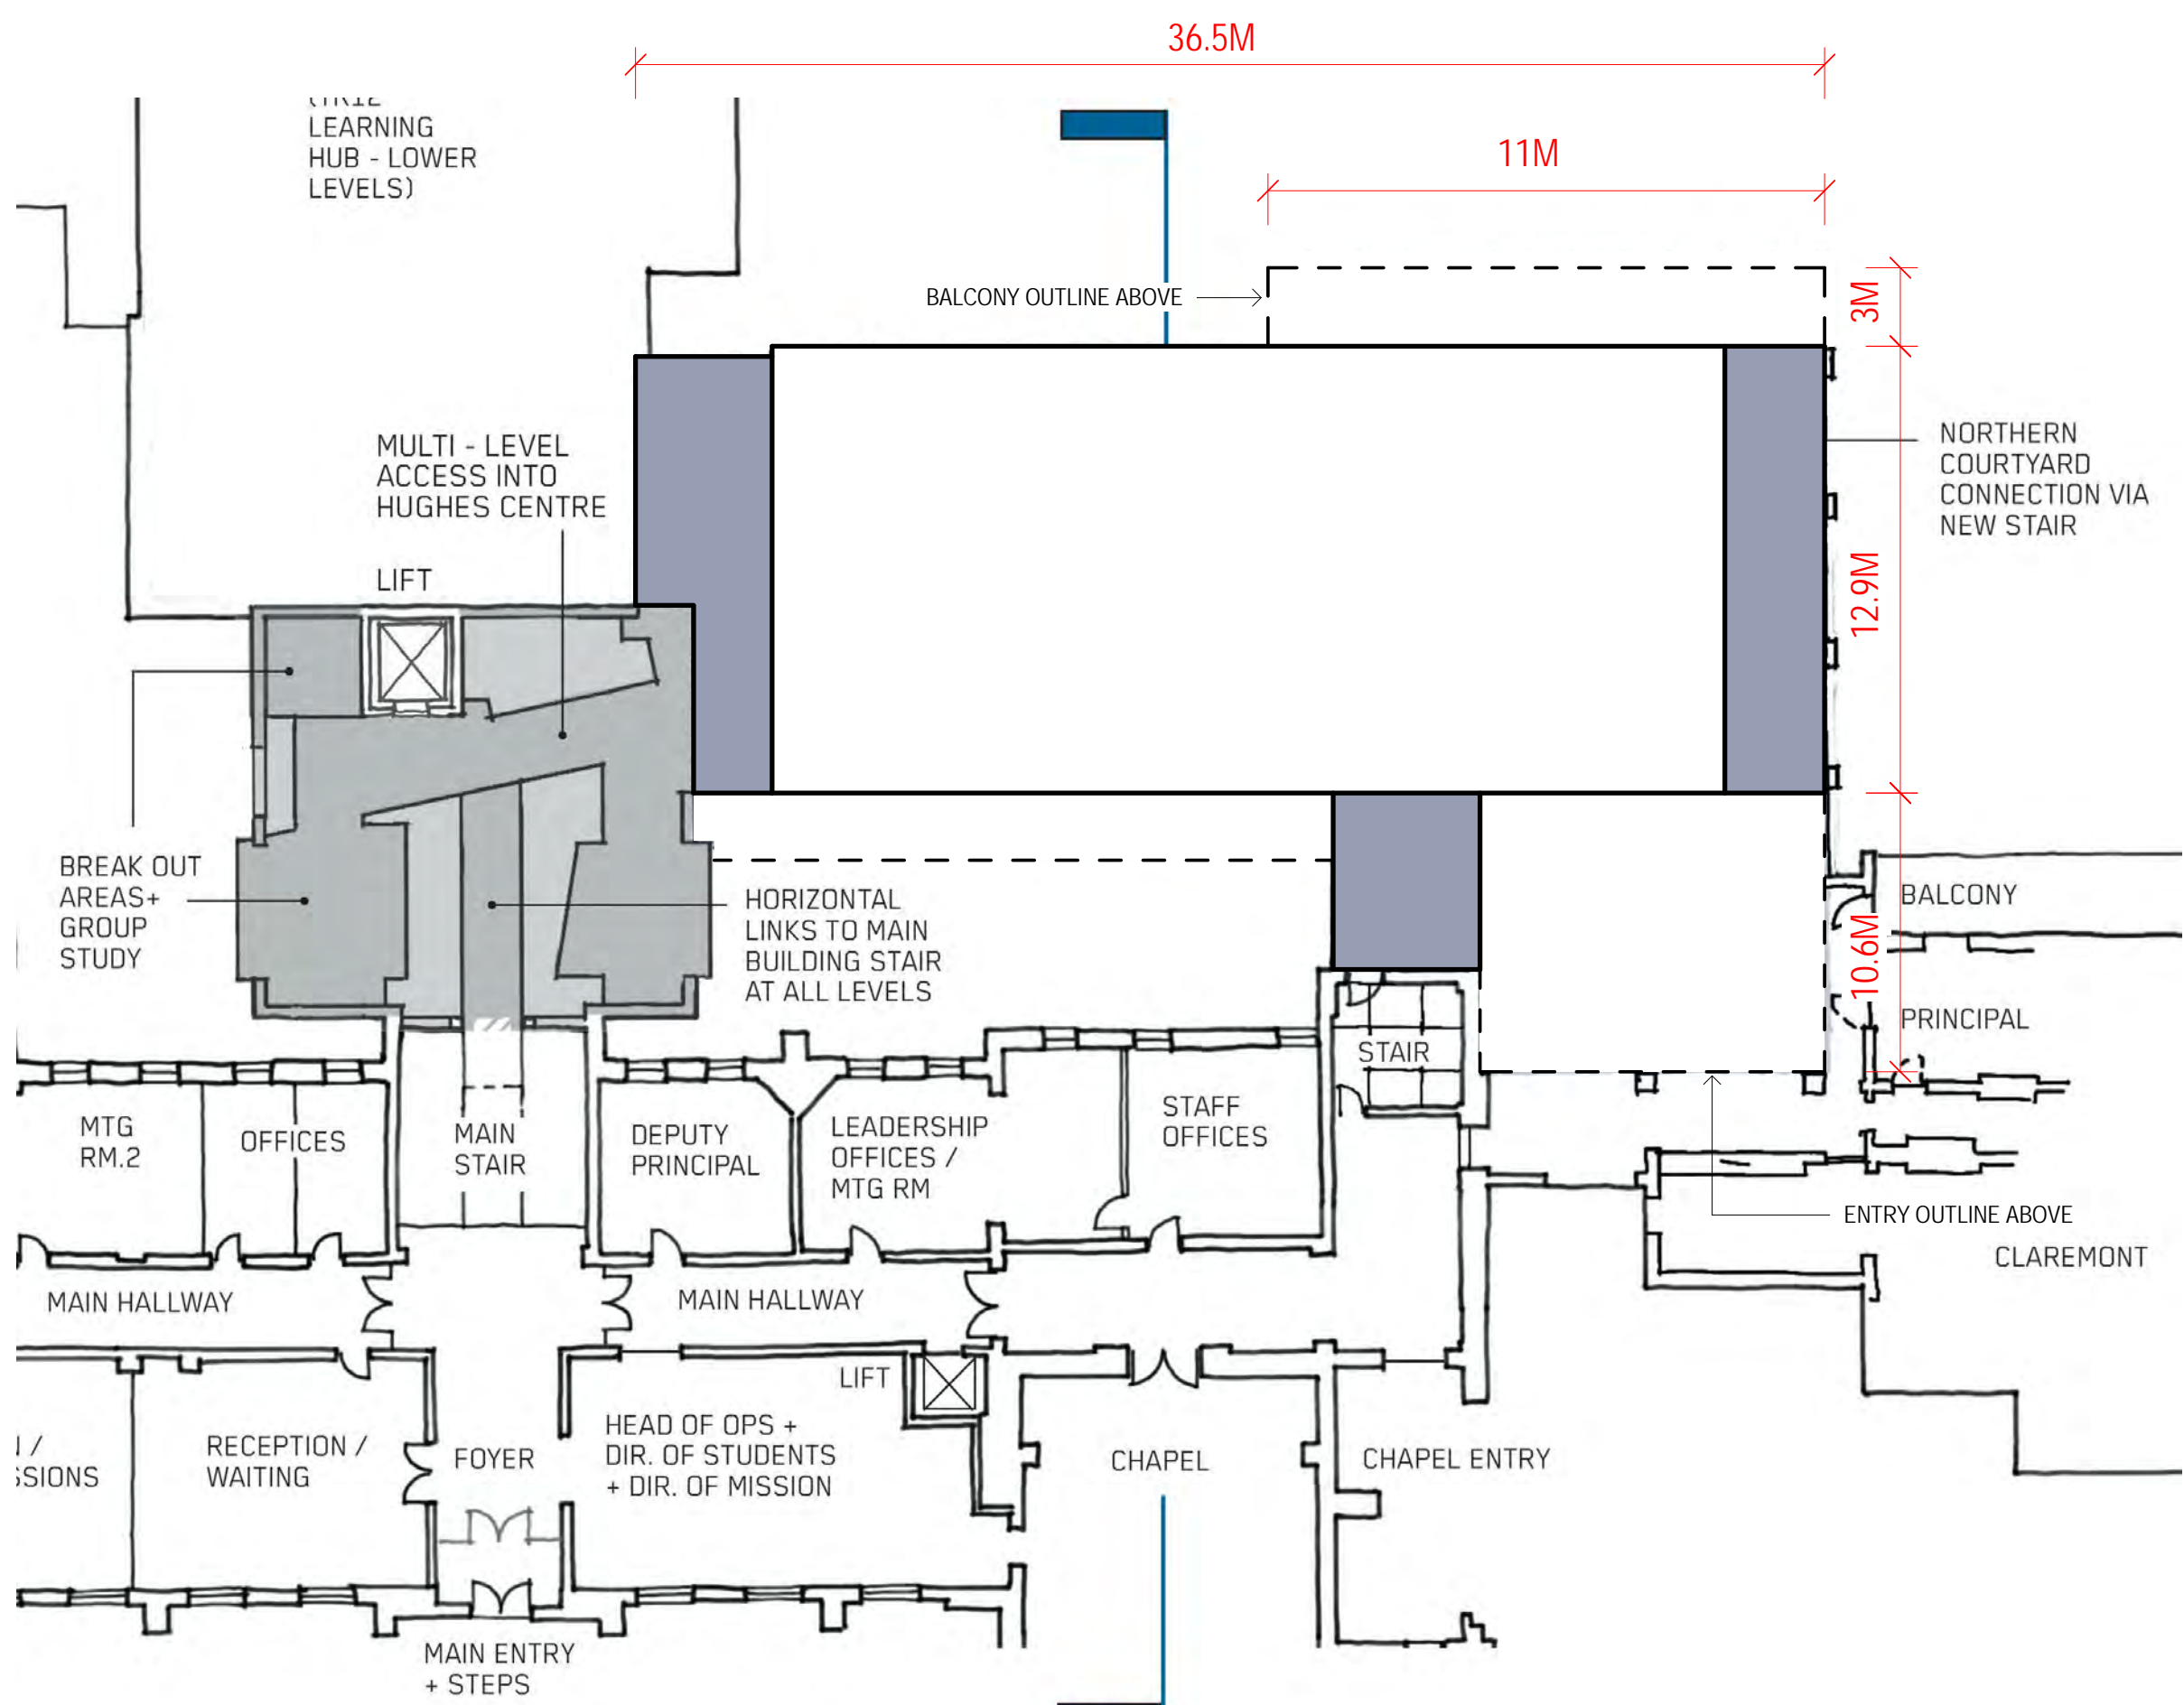 36.5M
11M
LEARNING
HUB - LOWER
LEVELS)
BALCONY OUTLINE ABOVE
3M
MULTI - LEVEL
ACCESS INTO
HUGHES CENTRE
LIFT
NORTHERN
COURTYARD
CONNECTION VIA
NEW STAIR
12.9M
BREAK OUT
AREAS+
GROUP
STUDY
HORIZONTAL
LINKS TO MAIN
BUILDING STAIR
AT ALL LEVELS
BALCONY
10.6M
PRINCIPAL
STAIR
MTG
RM.2
OFFICES
MAIN
STAIR
DEPUTY
PRINCIPAL
LEADERSHIP
OFFICES /
MTG RM
STAFF
OFFICES
ENTRY OUTLINE ABOVE
CLAREMONT
MAIN HALLWAY
MAIN HALLWAY
LIFT
RECEPTION /
WAITING
FOYER
HEAD OF OPS +
DIR. OF STUDENTS
+ DIR. OF MISSION
CHAPEL
CHAPEL ENTRY
MAIN ENTRY
+ STEPS